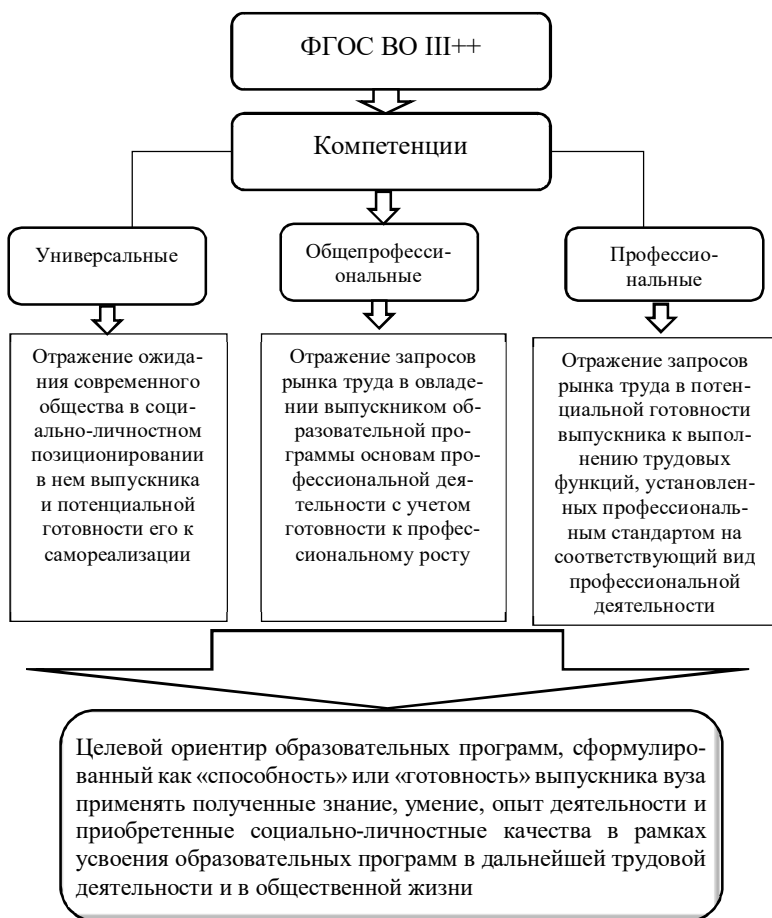 ФГОС ВО III++
Компетенции
Универсальные
Общепрофесси-
ональные
Профессио-
нальные
Отражение ожида-
ния современного
общества в соци-
ально-личностном
позиционировании
в нем выпускника
и потенциальной
готовности его к
самореализации
Отражение запросов
рынка труда в овладе-
нии выпускником об-
разовательной про-
граммы основам про-
фессиональной дея-
тельности с учетом
готовности к профес-
сиональному росту
Отражение запросов
рынка труда в потен-
циальной готовности
выпускника к выпол-
нению трудовых
функций, установлен-
ных профессиональ-
ным стандартом на
соответствующий вид
профессиональной
деятельности
Целевой ориентир образовательных программ, сформулиро-
ванный как «способность» или «готовность» выпускника вуза
применять полученные знание, умение, опыт деятельности и
приобретенные социально-личностные качества в рамках
усвоения образовательных программ в дальнейшей трудовой
деятельности и в общественной жизни